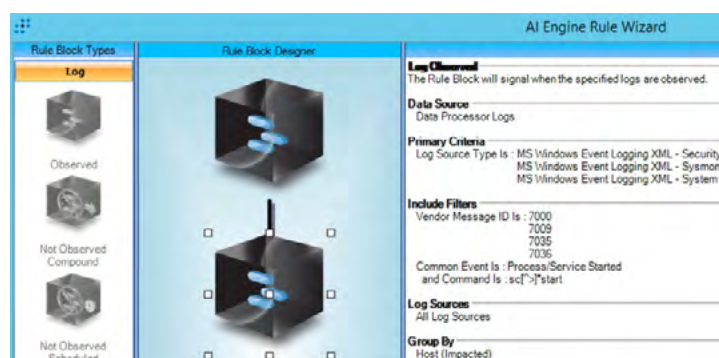 AI Engine Rule Wizard
Rule Block Types
Log
Observed
Not Observed
Compound
Not Observed
Scheduled
Rule Block Designer
Log Observed
The Rule Block will signal when the specified logs are observed.
Data Source
Data Processor Logs
Primary Criteria
Log Source Type Is : MS Windows Event Logging XML - Security
MS Windows Event Logging XML - Sysmon
MS Windows Event Logging XML - System
Include Filters
Vendor Message ID Is : 7000
7009
7035
7036
Common Event Is : Process/Service Started
and Command Is : sc[^>]*start
Log Sources
All Log Sources
Group By
Host (Impacted)